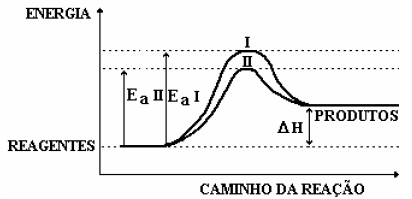 ENERGIA
I
II
Ea II Ea I
PRODUTOS
ΔH
REAGENTES
CAMINHO DA REAÇÃO